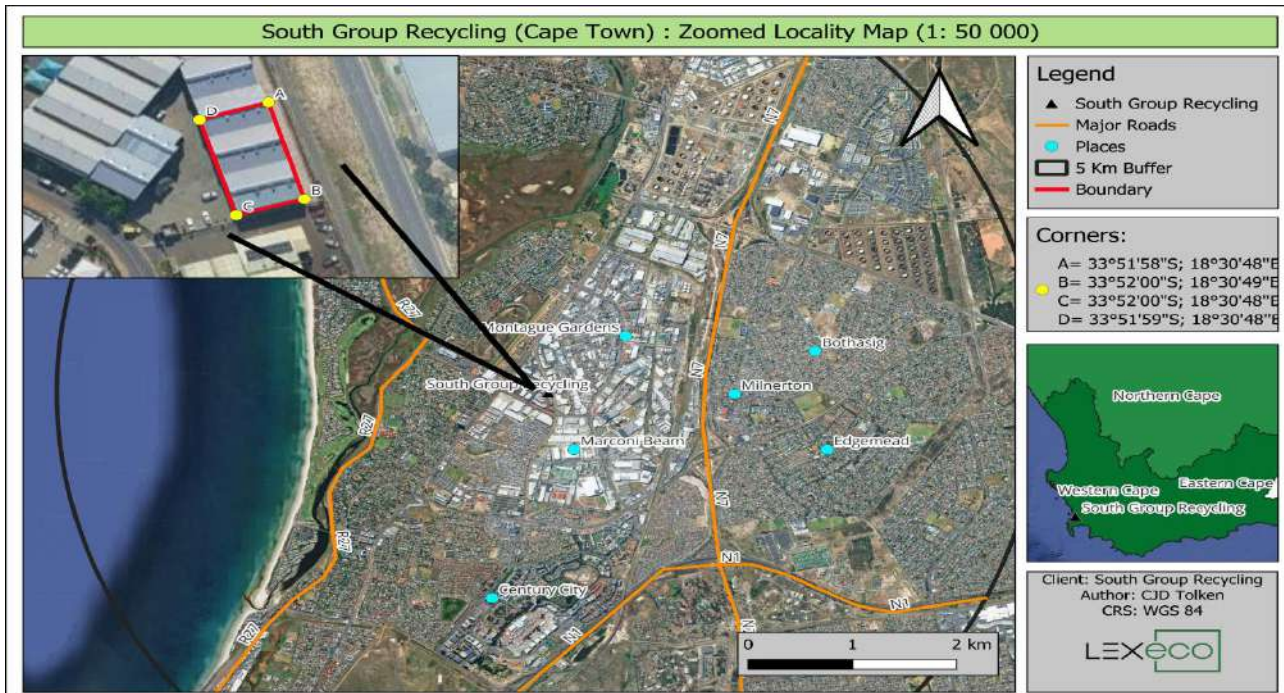 South Group Recycling (Cape Town) : Zoomed Locality Map (1: 50 000)
A
D
B
C
N7
N7
N7
N7
R27
R27
R27
R27
Montague Gardens
Bothasig
South Group Recycling
Milnerton
Marconi Beam
Edgemead
Century City
N1
N1
N1
0 1 2 km
Legend
South Group Recycling
Major Roads
Places
5 Km Buffer
Boundary
Corners:
A= 33°51'58"S; 18°30'48"E
B= 33°52'00"S; 18°30'49"E
C= 33°52'00"S; 18°30'48"E
D= 33°51'59"S; 18°30'48"E
Northern Cape
Eastern Cape
Western Cape
South Group Recycling
Client: South Group Recycling
Author: CJD Tolken
CRS: WGS 84
LEXeco